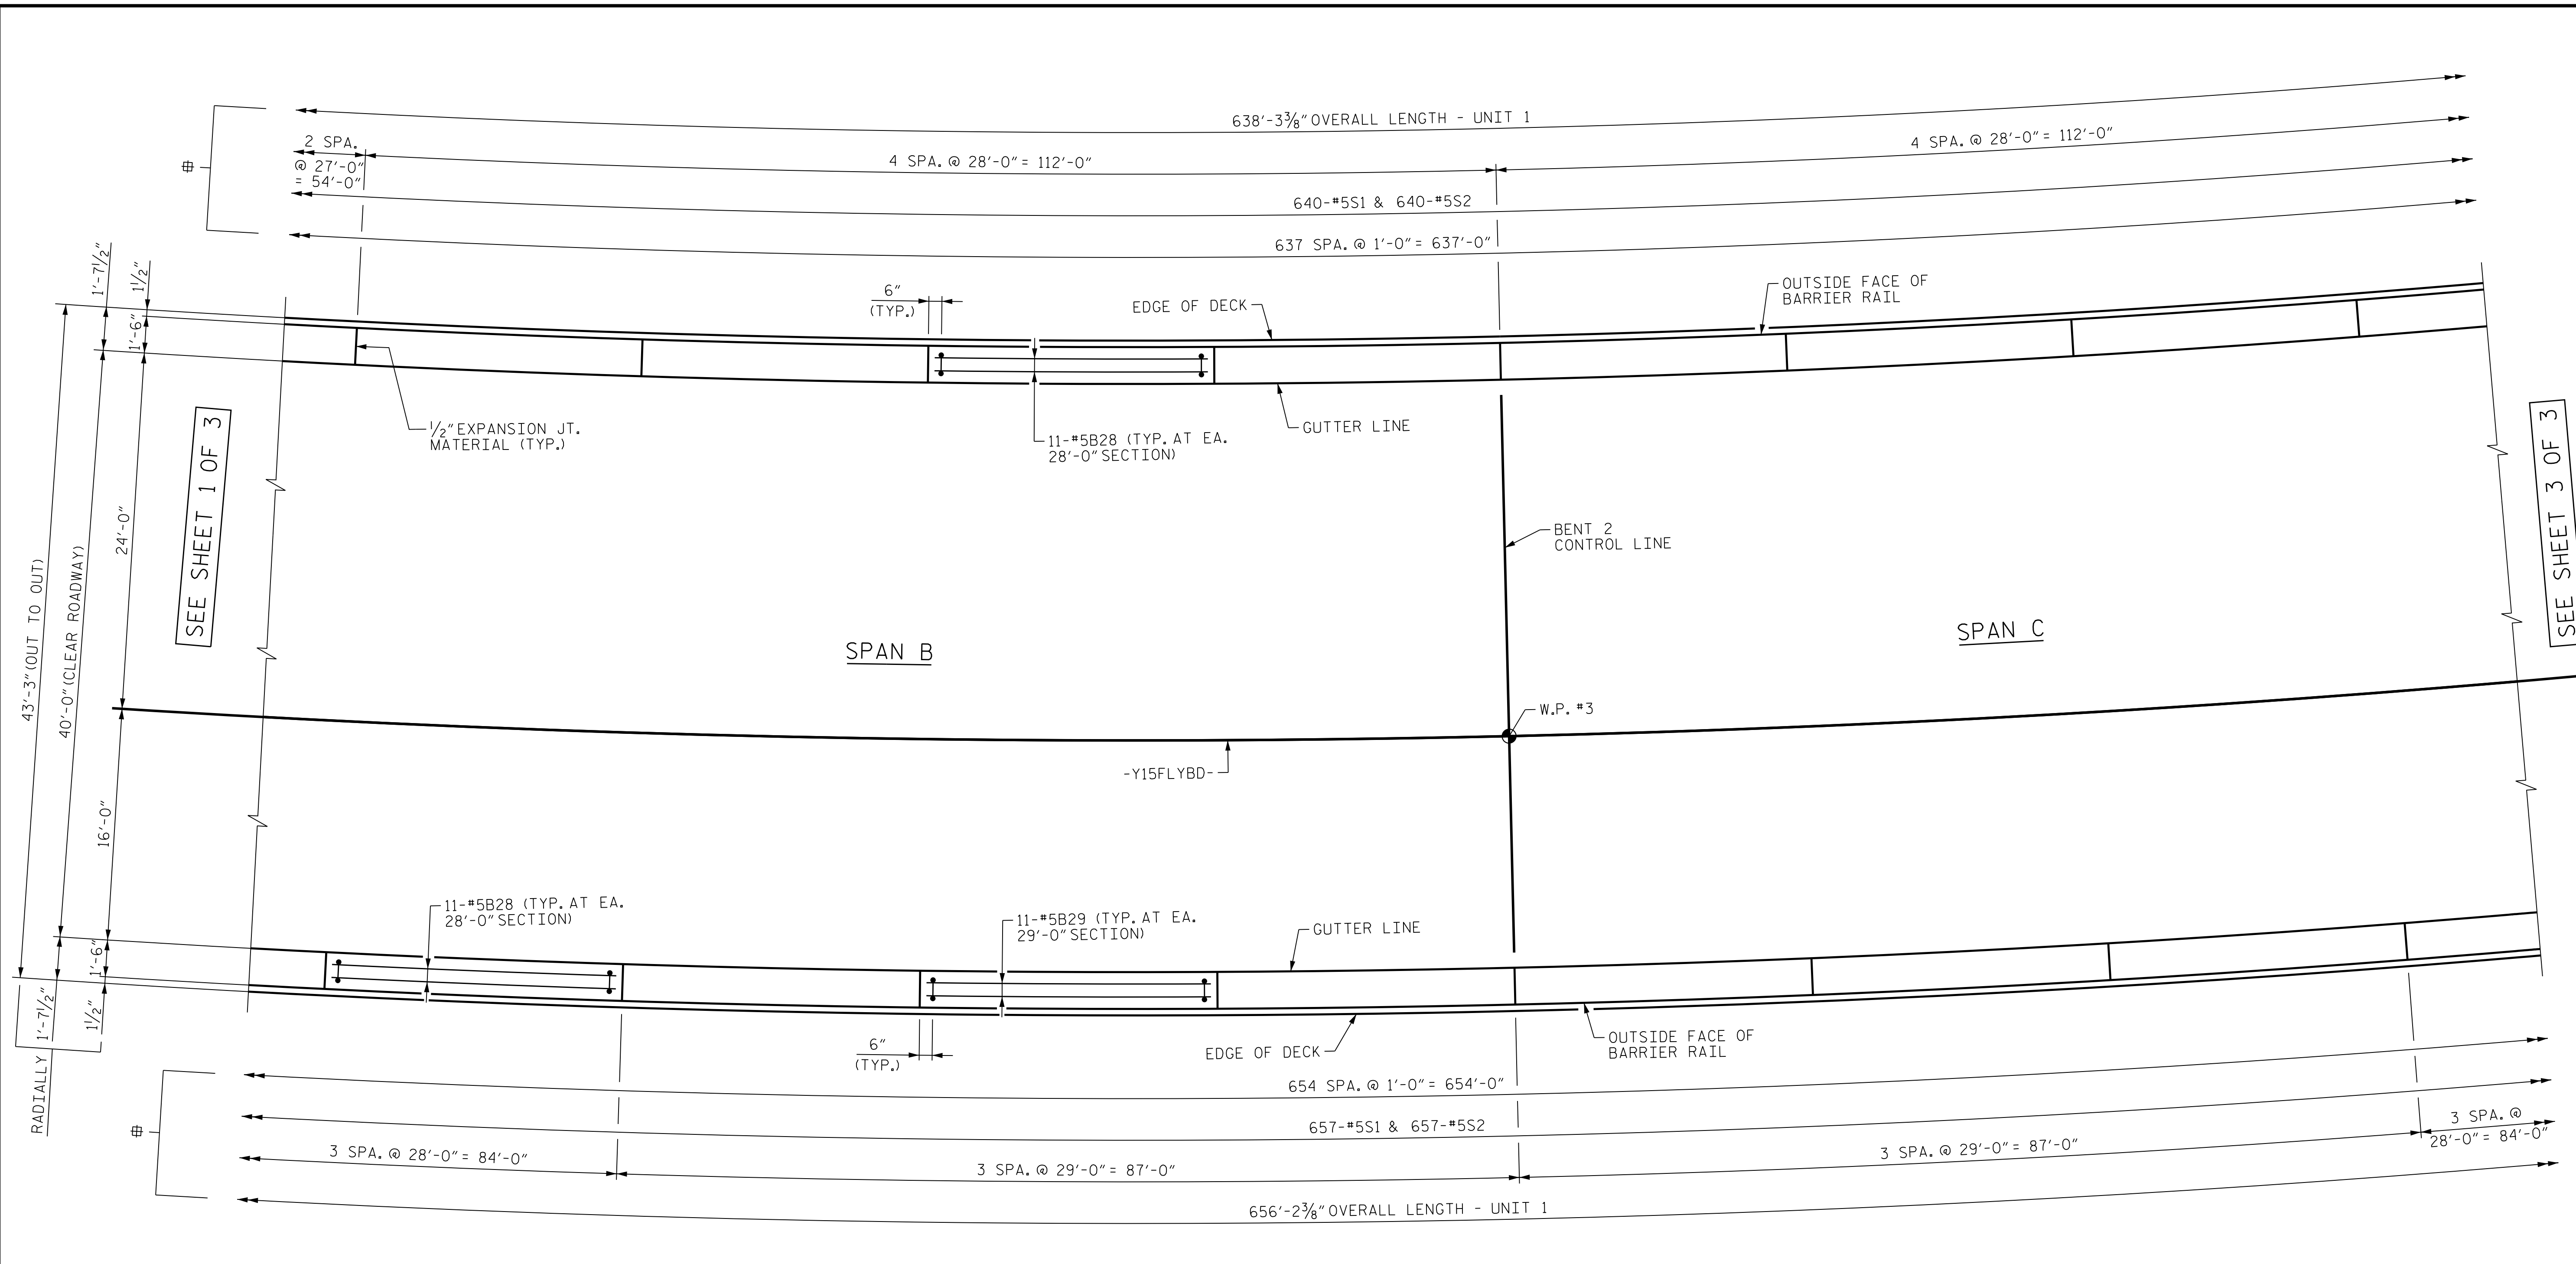 638'-3⅜" OVERALL LENGTH - UNIT 1
2 SPA.
@ 27'-0"
= 54'-0"
4 SPA. @ 28'-0" = 112'-0"
4 SPA. @ 28'-0" = 112'-0"
640-#5S1 & 640-#5S2
637 SPA. @ 1'-0" = 637'-0"
1'-7½"
1½"
1'-6"
6"
(TYP.)
EDGE OF DECK
OUTSIDE FACE OF
BARRIER RAIL
½" EXPANSION JT.
MATERIAL (TYP.)
11-#5B28 (TYP. AT EA.
28'-0" SECTION)
GUTTER LINE
SEE SHEET 1 OF 3
SEE SHEET 3 OF 3
24'-0"
43'-3" (OUT TO OUT)
40'-0" (CLEAR ROADWAY)
BENT 2
CONTROL LINE
SPAN B
SPAN C
W.P. #3
-Y15FLYBD-
16'-0"
11-#5B28 (TYP. AT EA.
28'-0" SECTION)
11-#5B29 (TYP. AT EA.
29'-0" SECTION)
GUTTER LINE
1'-6"
1½"
RADIALLY 1'-7½"
6"
(TYP.)
EDGE OF DECK
OUTSIDE FACE OF
BARRIER RAIL
654 SPA. @ 1'-0" = 654'-0"
657-#5S1 & 657-#5S2
3 SPA. @ 28'-0" = 84'-0"
3 SPA. @ 29'-0" = 87'-0"
3 SPA. @ 29'-0" = 87'-0"
3 SPA. @
28'-0" = 84'-0"
656'-2⅜" OVERALL LENGTH - UNIT 1